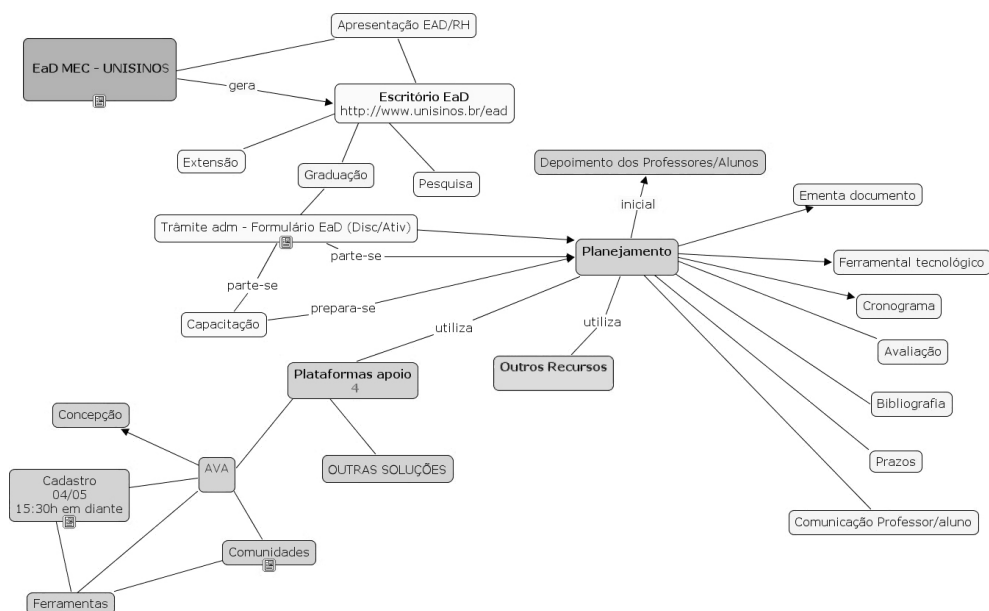 Apresentação EAD/RH
EaD MEC - UNISINOS
gera
Escritório EaD
http://www.unisinos.br/ead
Extensão
Graduação
Pesquisa
Depoimento dos Professores/Alunos
inicial
Ementa documento
Trâmite adm - Formulário EaD (Disc/Ativ)
parte-se
Planejamento
Ferramental tecnológico
parte-se
Capacitação
prepara-se
Cronograma
utiliza
utiliza
Avaliação
Plataformas apoio
4
Outros Recursos
Bibliografia
Concepção
AVA
OUTRAS SOLUÇÕES
Prazos
Cadastro
04/05
15:30h em diante
Comunicação Professor/aluno
Comunidades
Ferramentas